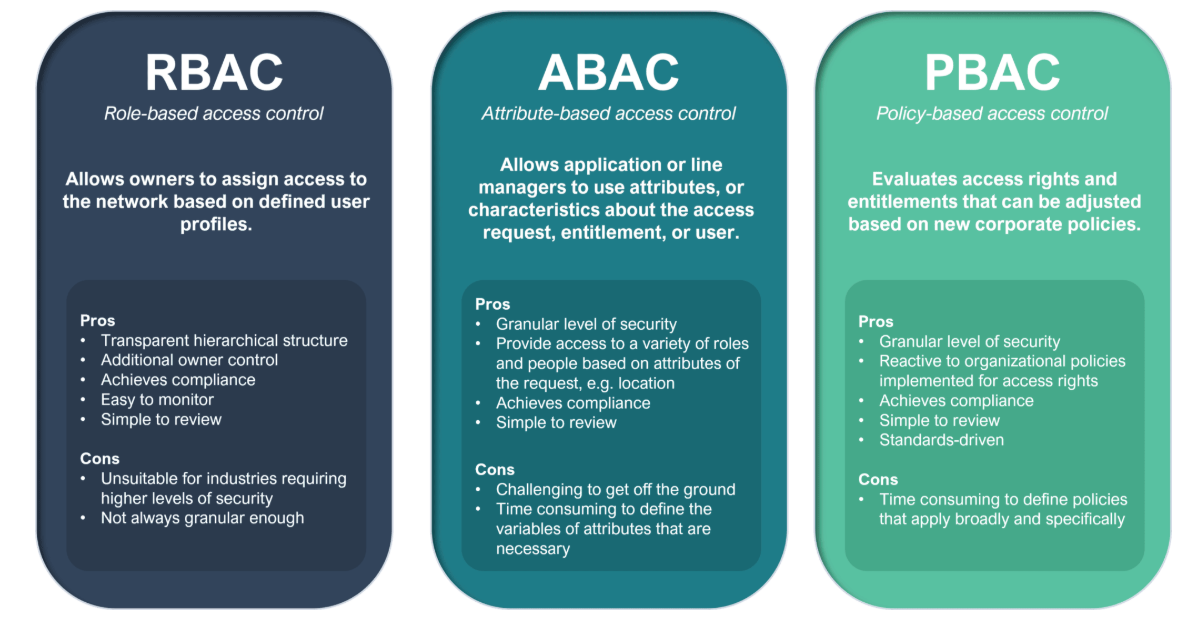 RBAC
Role-based access control
Allows owners to assign access to
the network based on defined user
profiles.
Pros
• Transparent hierarchical structure
• Additional owner control
• Achieves compliance
• Easy to monitor
• Simple to review
Cons
• Unsuitable for industries requiring
higher levels of security
• Not always granular enough
ABAC
Attribute-based access control
Allows application or line
managers to use attributes, or
characteristics about the access
request, entitlement, or user.
Pros
• Granular level of security
• Provide access to a variety of roles
and people based on attributes of
the request, e.g. location
• Achieves compliance
• Simple to review
Cons
• Challenging to get off the ground
• Time consuming to define the
variables of attributes that are
necessary
PBAC
Policy-based access control
Evaluates access rights and
entitlements that can be adjusted
based on new corporate policies.
Pros
• Granular level of security
• Reactive to organizational policies
implemented for access rights
• Achieves compliance
• Simple to review
• Standards-driven
Cons
• Time consuming to define policies
that apply broadly and specifically